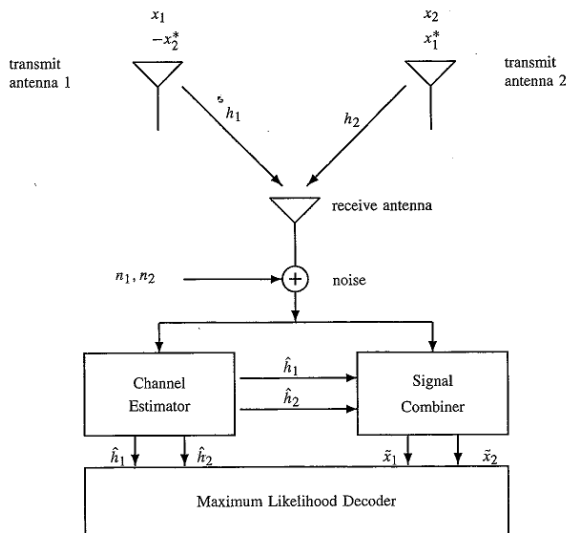 x₁
−x₂*
x₂
x₁*
transmit
antenna 1
transmit
antenna 2
h₁
h₂
receive antenna
n₁, n₂
+
noise
Channel
Estimator
ĥ₁
ĥ₂
Signal
Combiner
ĥ₁
ĥ₂
x̃₁
x̃₂
Maximum Likelihood Decoder